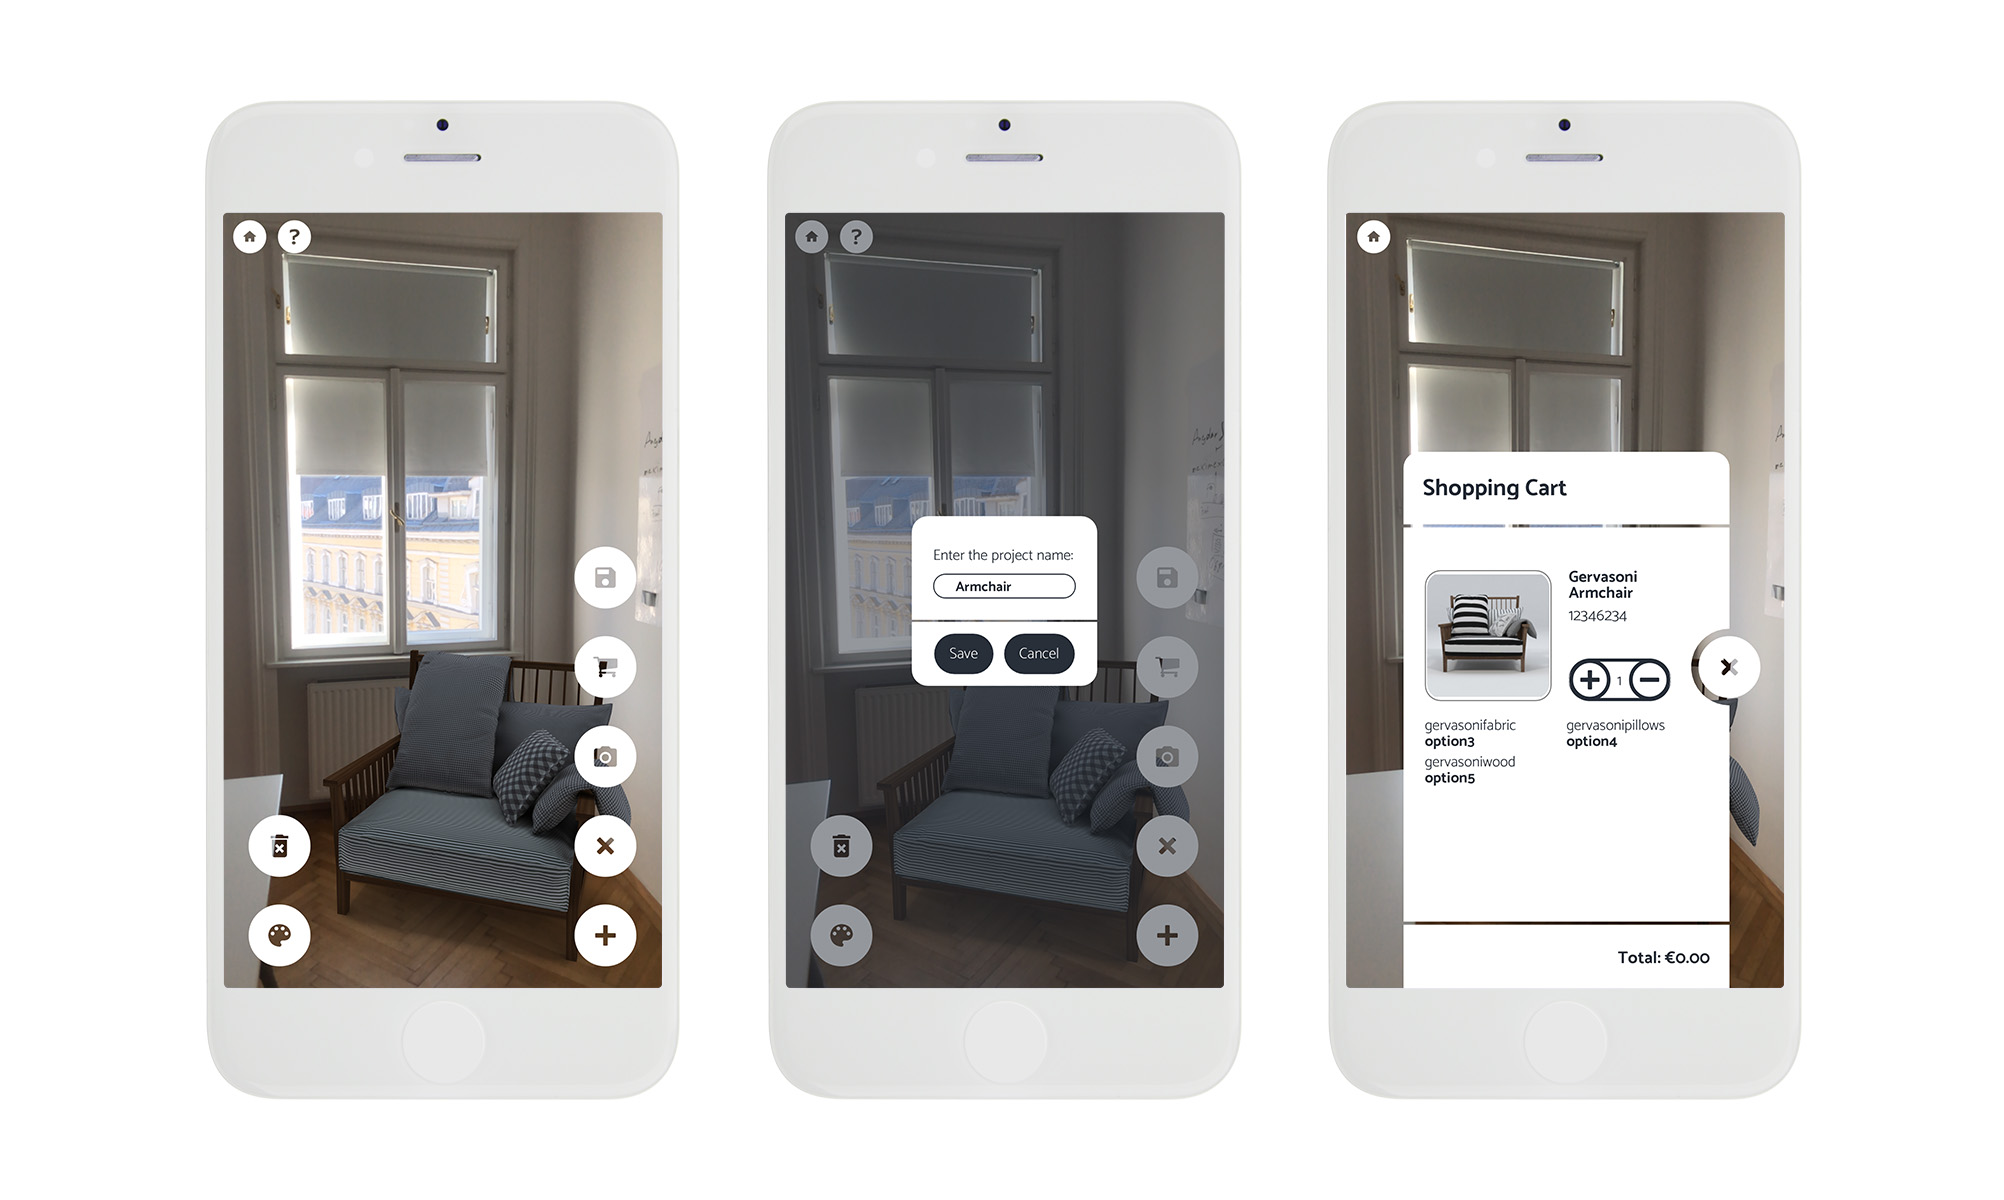 ?
?
Enter the project name:
Armchair
Save
Cancel
Shopping Cart
Gervasoni
Armchair
12346234
1
gervasonifabric
option3
gervasonipillows
option4
gervasoniwood
option5
Total: €0.00